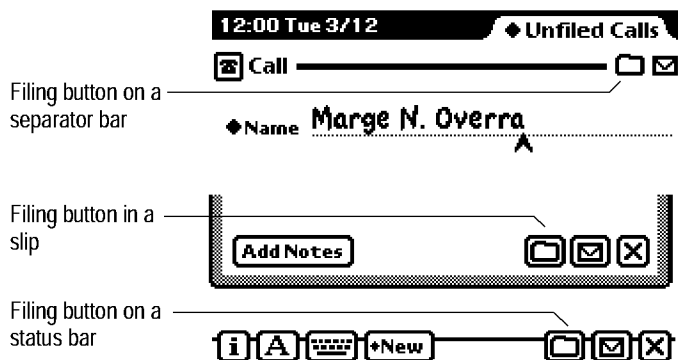 12:00 Tue 3/12
◆Unfiled Calls
Call
Filing button on a
separator bar
◆Name Marge N. Overra
Filing button in a
slip
Add Notes
Filing button on a
status bar
i A ◆New